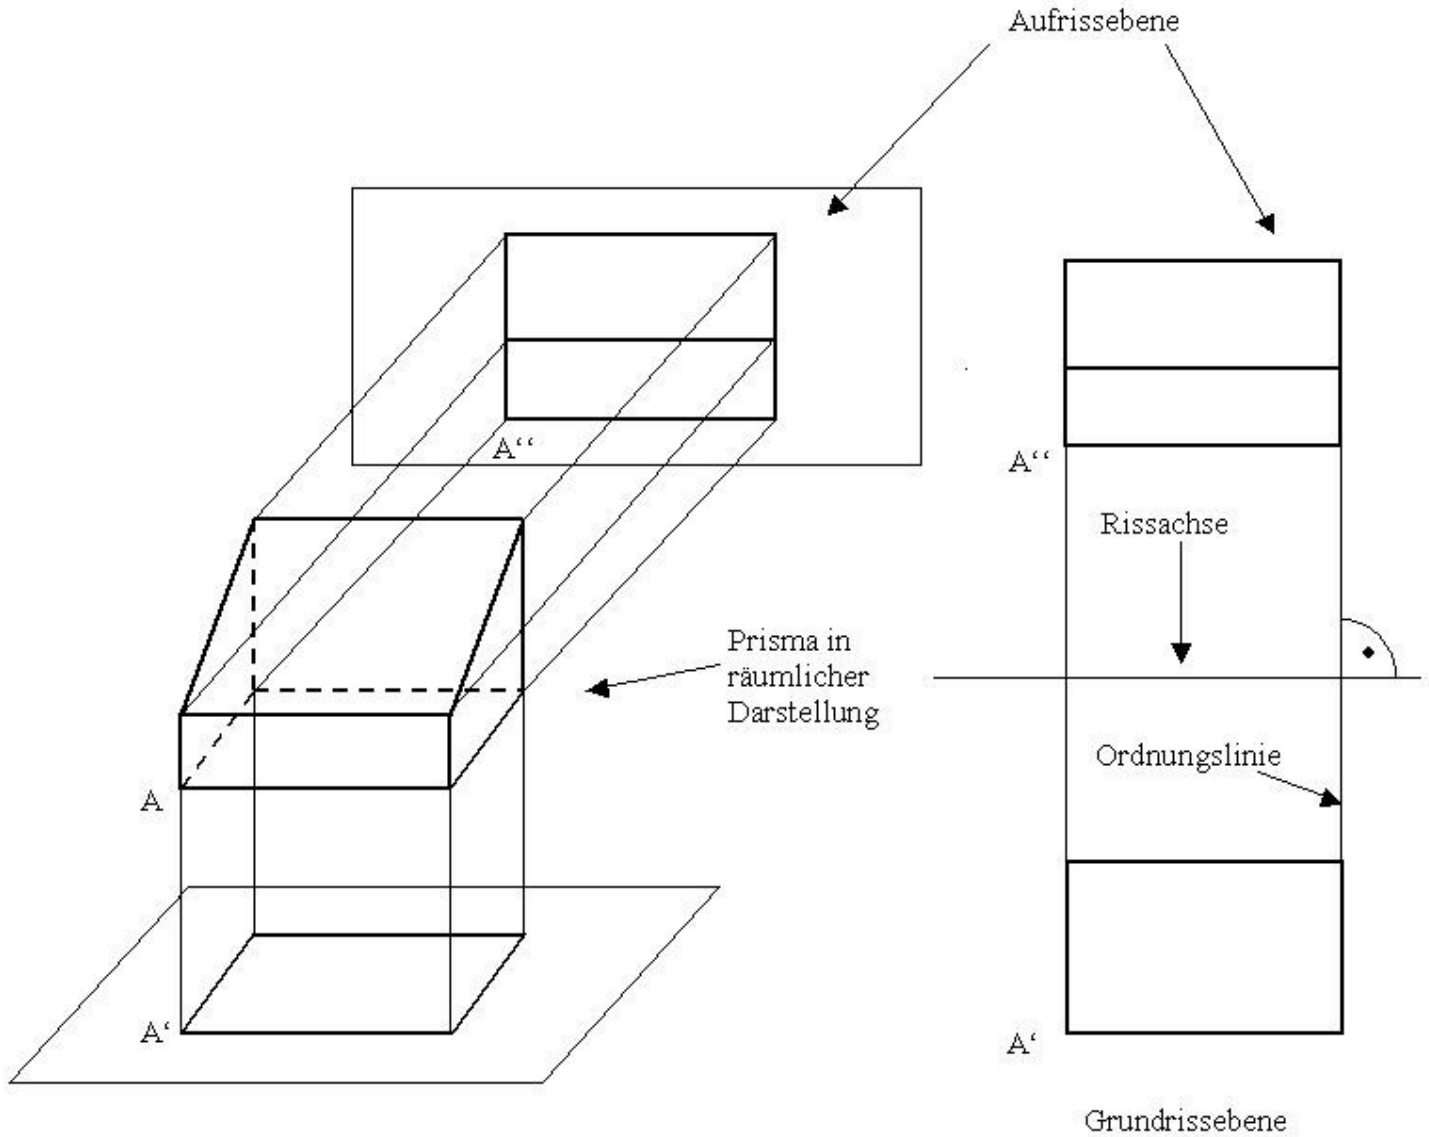 Aufrissebene
A‘‘
A‘‘
Rissachse
Prisma in
räumlicher
Darstellung
Ordnungslinie
A
A‘
A‘
Grundrissebene